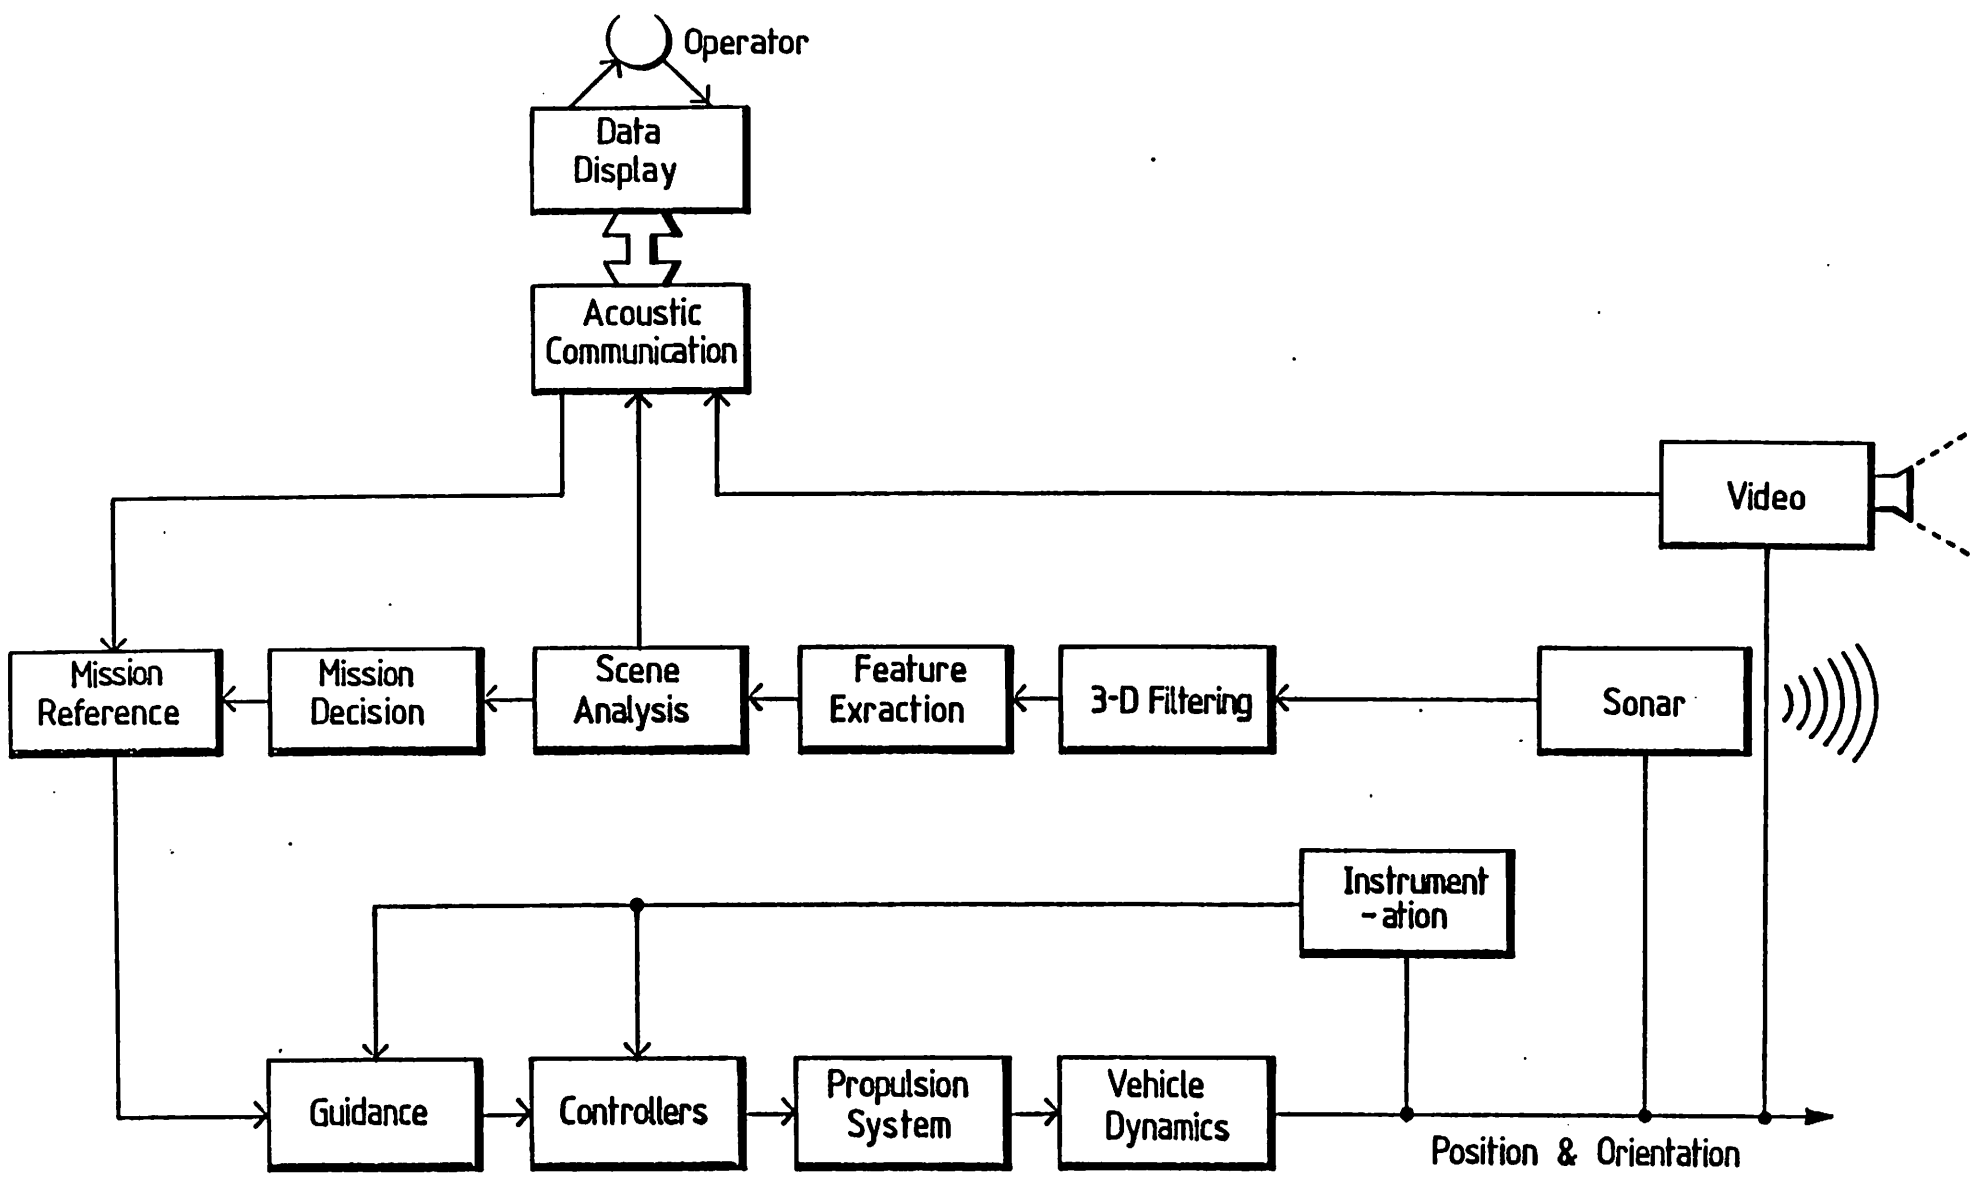 Operator
Data
Display
Acoustic
Communication
Video
Mission
Reference
Mission
Decision
Scene
Analysis
Feature
Exraction
3-D Filtering
Sonar
Instrument
-ation
Guidance
Controllers
Propulsion
System
Vehicle
Dynamics
Position & Orientation